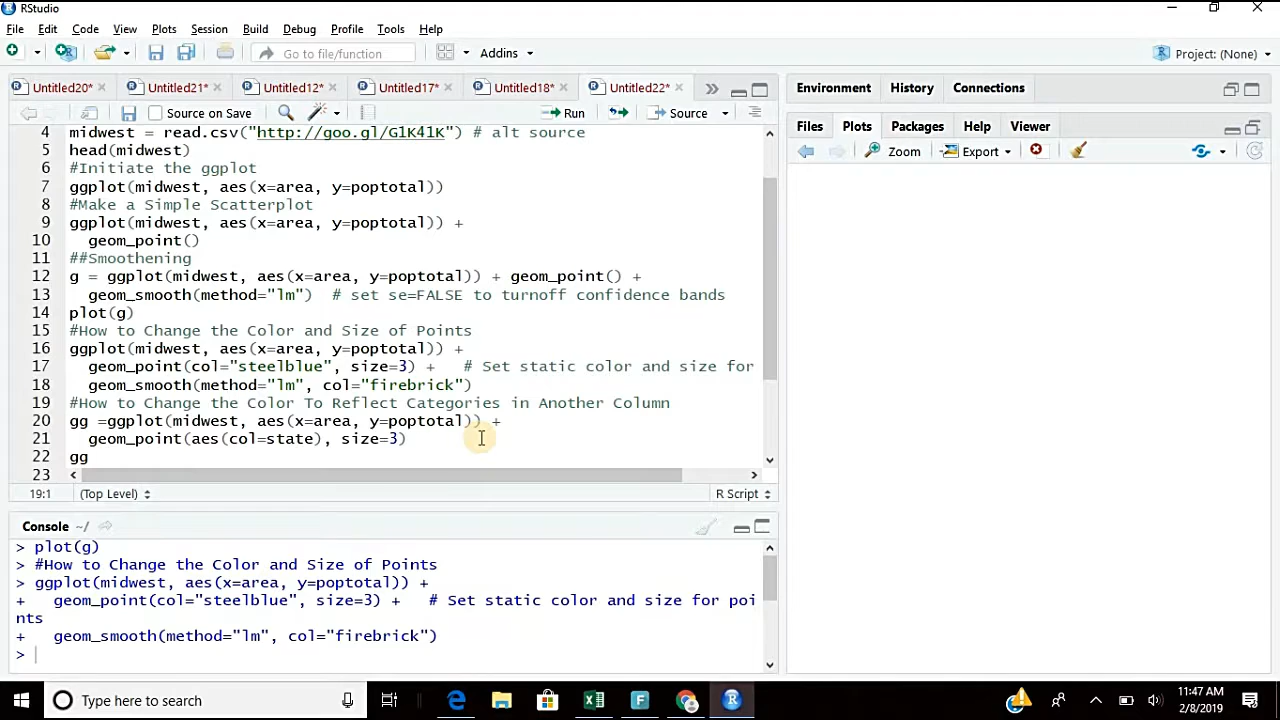 RStudio
File Edit Code View Plots Session Build Debug Profile Tools Help
Go to file/function Addins Project: (None)
Untitled20* Untitled21* Untitled12* Untitled17* Untitled18* Untitled22*
Source on Save Run Source
4 midwest = read.csv("http://goo.gl/G1K41K") # alt source
5 head(midwest)
6 #Initiate the ggplot
7 ggplot(midwest, aes(x=area, y=poptotal))
8 #Make a Simple Scatterplot
9 ggplot(midwest, aes(x=area, y=poptotal)) +
10 geom_point()
11 ##Smoothening
12 g = ggplot(midwest, aes(x=area, y=poptotal)) + geom_point() +
13 geom_smooth(method="lm") # set se=FALSE to turnoff confidence bands
14 plot(g)
15 #How to Change the Color and Size of Points
16 ggplot(midwest, aes(x=area, y=poptotal)) +
17 geom_point(col="steelblue", size=3) + # Set static color and size for
18 geom_smooth(method="lm", col="firebrick")
19 #How to Change the Color To Reflect Categories in Another Column
20 gg =ggplot(midwest, aes(x=area, y=poptotal)) +
21 geom_point(aes(col=state), size=3)
22 gg
23
19:1 (Top Level) R Script
Console ~/
> plot(g)
> #How to Change the Color and Size of Points
> ggplot(midwest, aes(x=area, y=poptotal)) +
+ geom_point(col="steelblue", size=3) + # Set static color and size for poi
nts
+ geom_smooth(method="lm", col="firebrick")
>
Environment History Connections
Files Plots Packages Help Viewer
Zoom Export
Type here to search
11:47 AM
2/8/2019